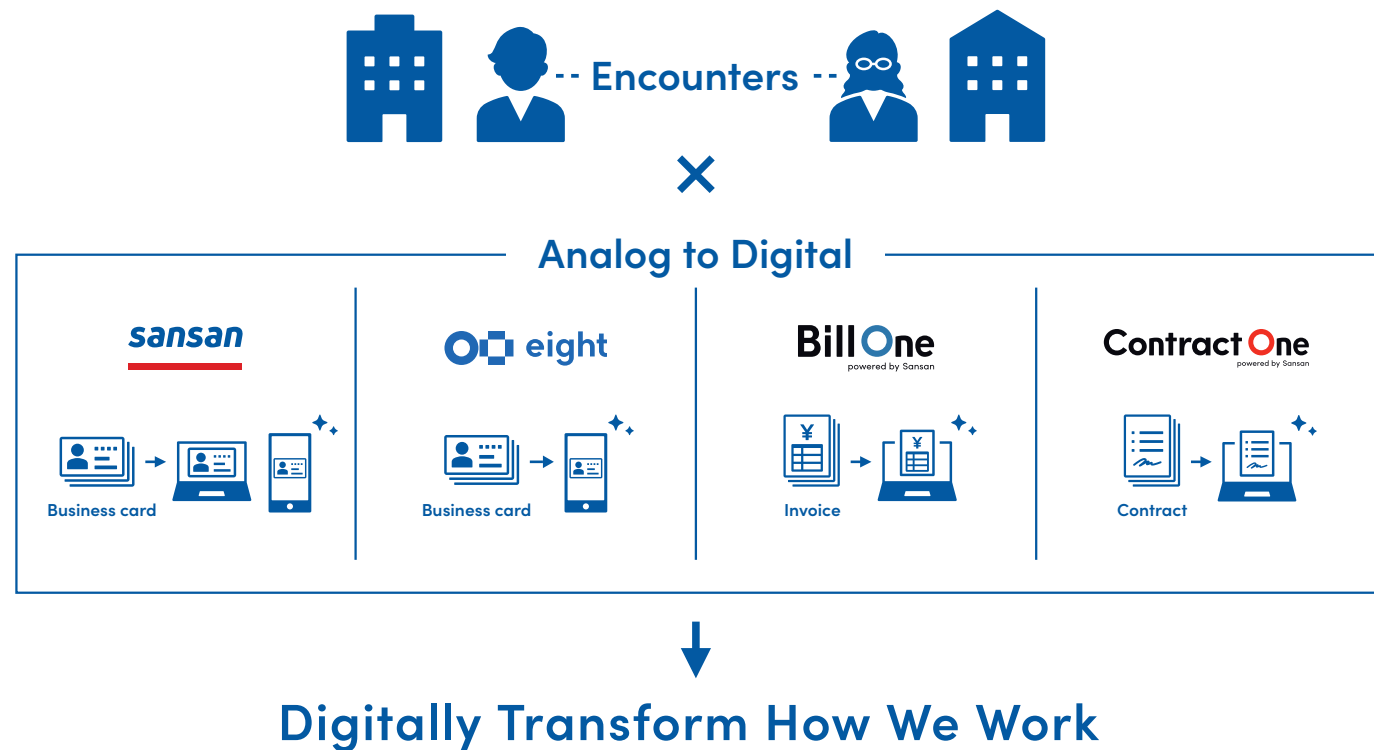 Encounters
×
Analog to Digital
sansan
eight
Bill One
powered by Sansan
Contract One
powered by Sansan
Business card
Business card
¥
¥
Invoice
Contract
Digitally Transform How We Work